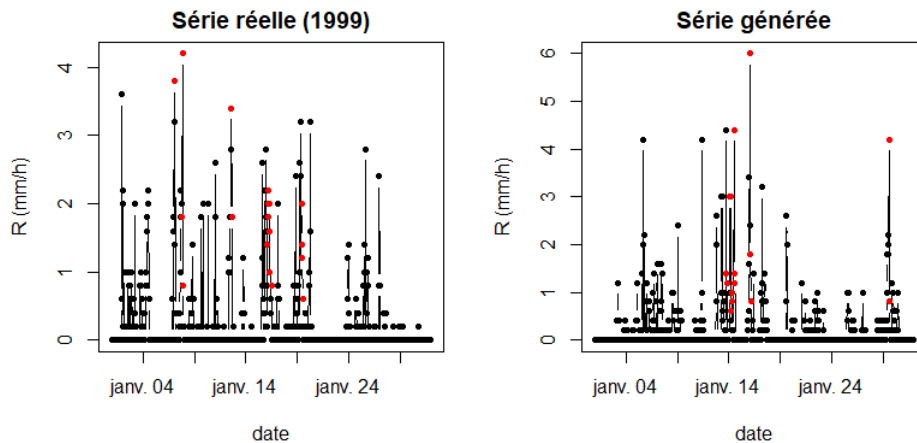 Série réelle (1999)
R (mm/h)
4
3
2
1
0
janv. 04
janv. 14
janv. 24
date
Série générée
R (mm/h)
6
5
4
3
2
1
0
janv. 04
janv. 14
janv. 24
date